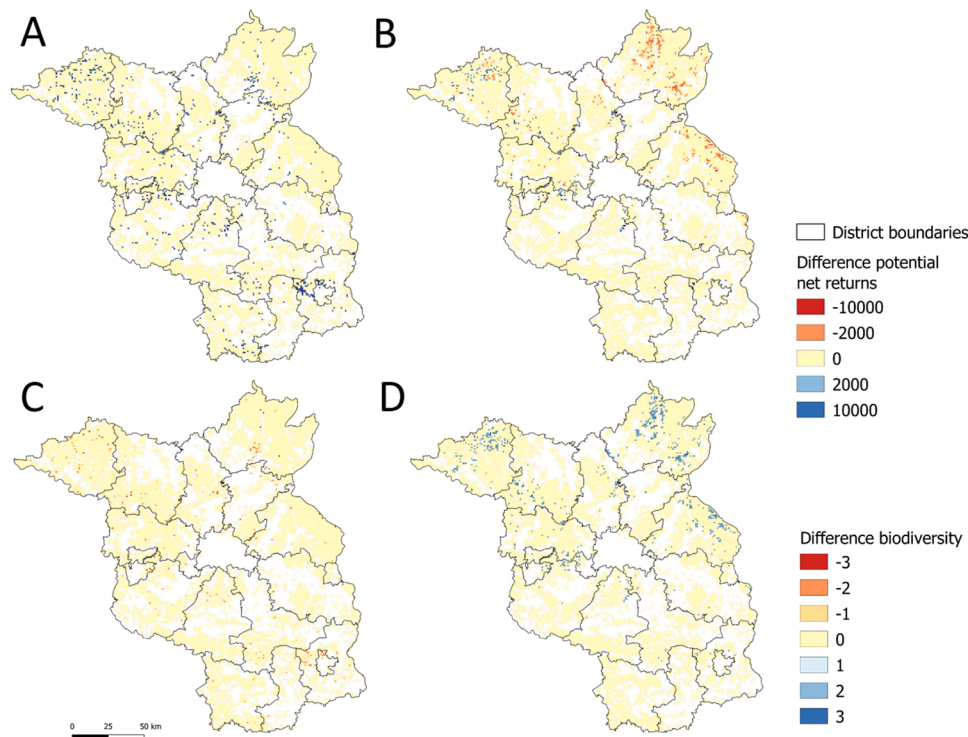 A
B
District boundaries
Difference potential
net returns
-10000
-2000
0
2000
10000
C
D
Difference biodiversity
-3
-2
-1
0
1
2
3
0 25 50 km